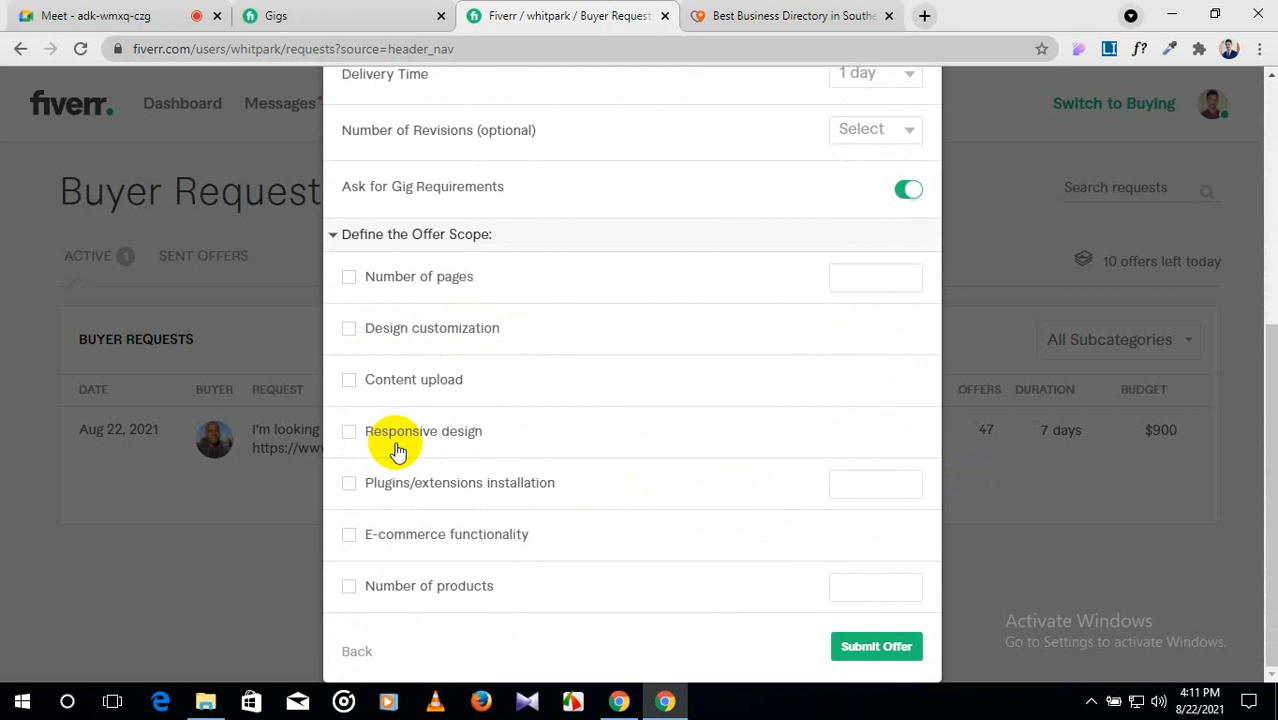 Meet - adk-wmxq-czg
Gigs
Fiverr / whitpark / Buyer Request
Best Business Directory in Southe
fiverr.com/users/whitpark/requests?source=header_nav
LI
f?
fiverr.
Dashboard
Messages
Switch to Buying
Delivery Time
1 day
Number of Revisions (optional)
Select
Buyer Request
Search requests
Ask for Gig Requirements
ACTIVE 1
SENT OFFERS
10 offers left today
Define the Offer Scope:
Number of pages
Design customization
Content upload
Responsive design
Plugins/extensions installation
E-commerce functionality
Number of products
BUYER REQUESTS
All Subcategories
DATE
BUYER
REQUEST
OFFERS
DURATION
BUDGET
Aug 22, 2021
I'm looking
https://www
47
7 days
$900
Back
Submit Offer
Activate Windows
Go to Settings to activate Windows.
4:11 PM
8/22/2021